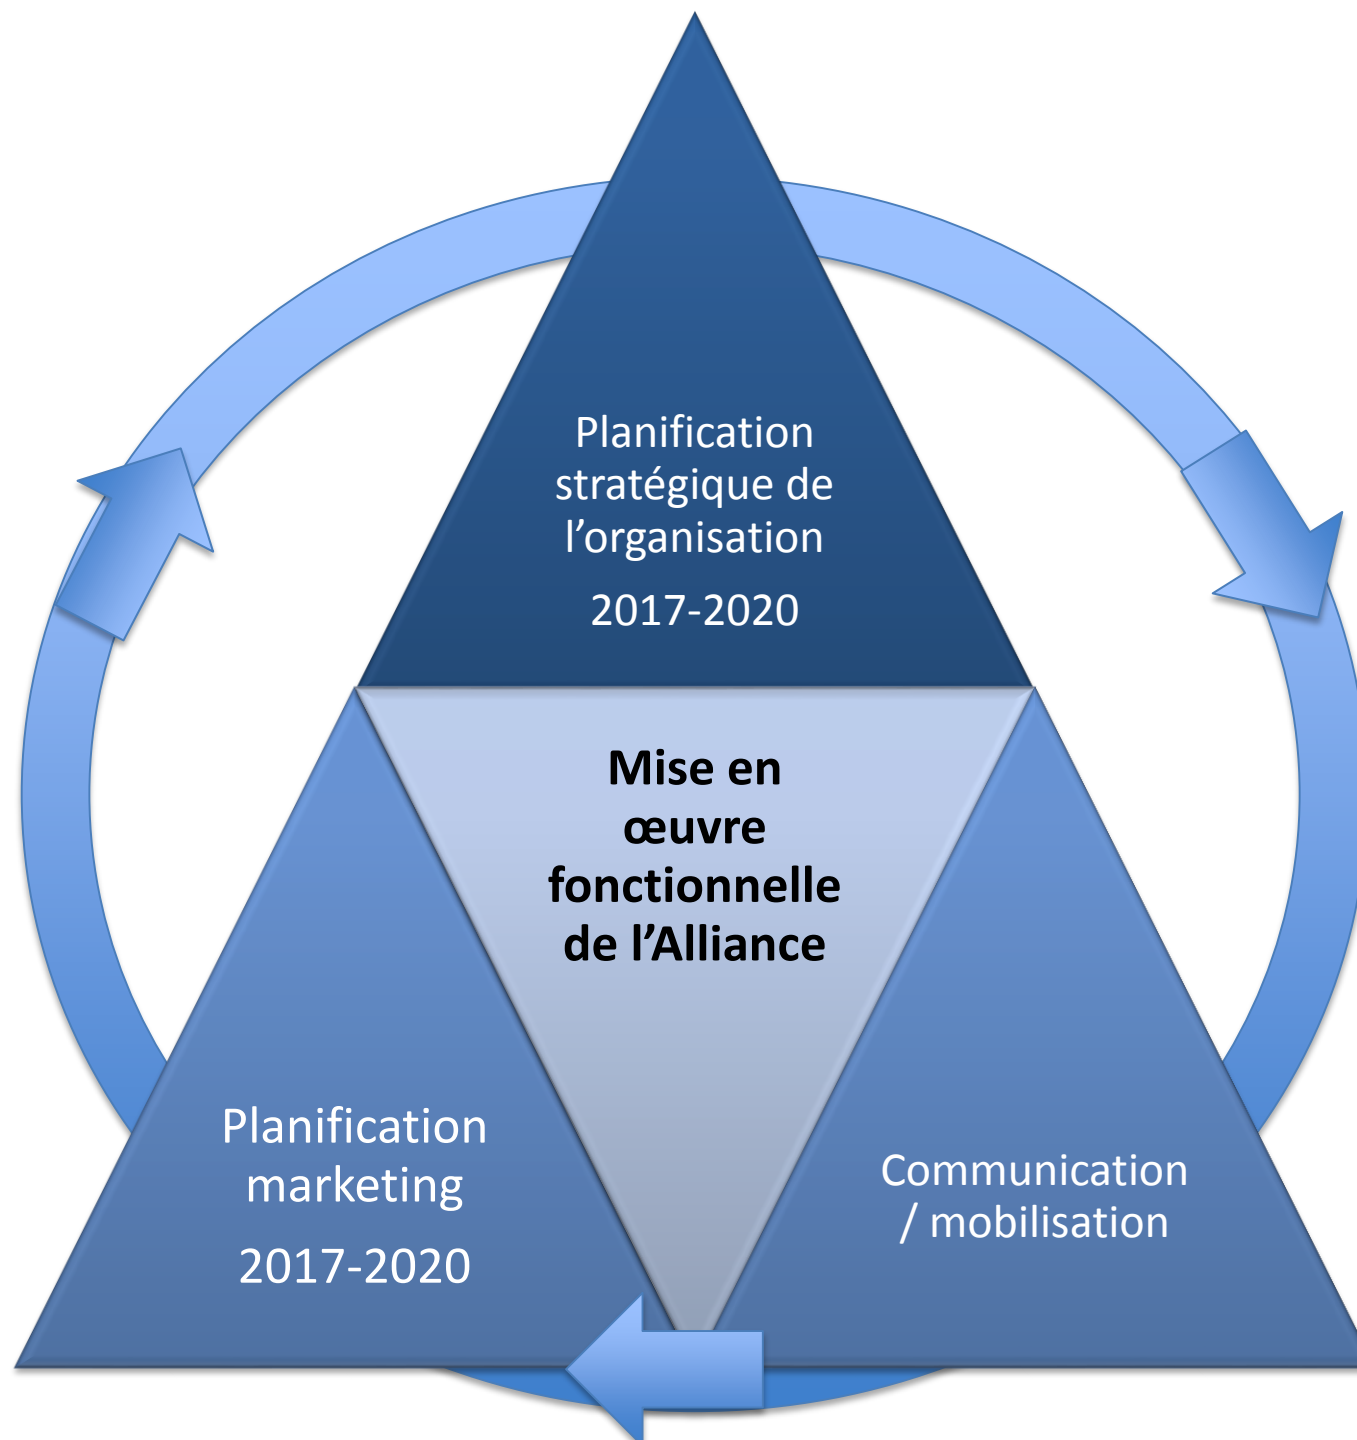 Planification
stratégique de
l’organisation
2017-2020
Mise en
œuvre
fonctionnelle
de l’Alliance
Planification
marketing
2017-2020
Communication
/ mobilisation